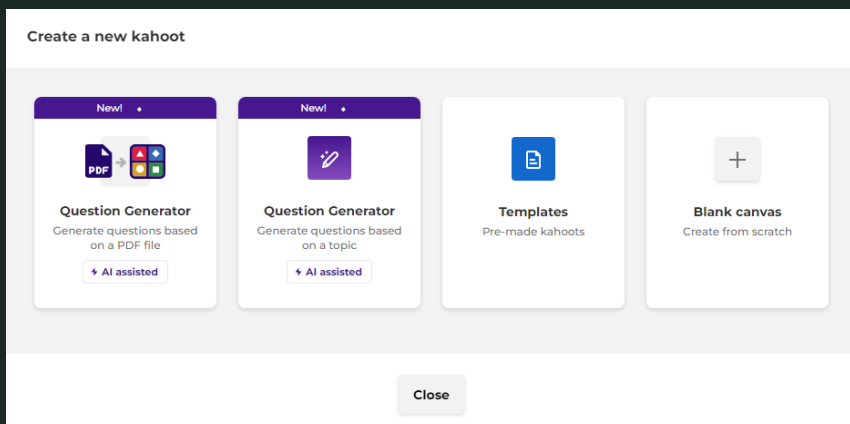 Create a new kahoot
New!
PDF
Question Generator
Generate questions based
on a PDF file
AI assisted
New!
Question Generator
Generate questions based
on a topic
AI assisted
Templates
Pre-made kahoots
Blank canvas
Create from scratch
Close